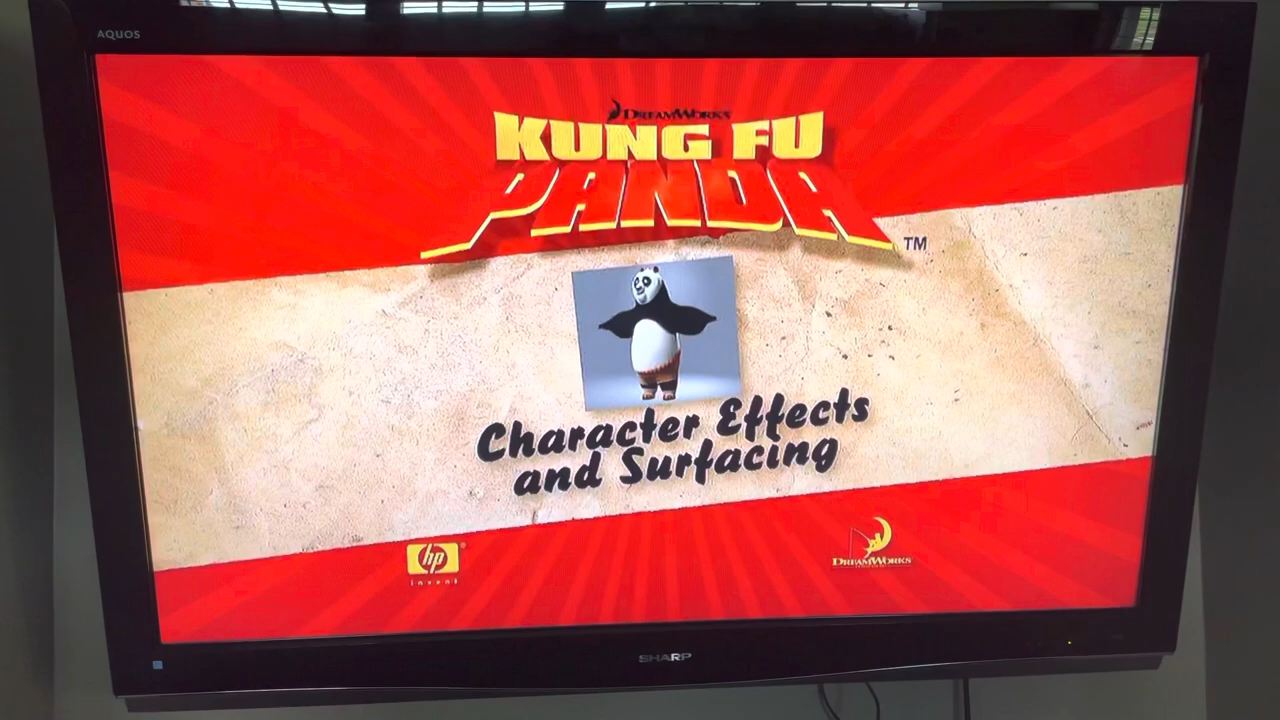 AQUOS
DREAMWORKS
KUNG FU
PANDA
TM
Character Effects
and Surfacing
hp
®
invent
DREAMWORKS
SHARP